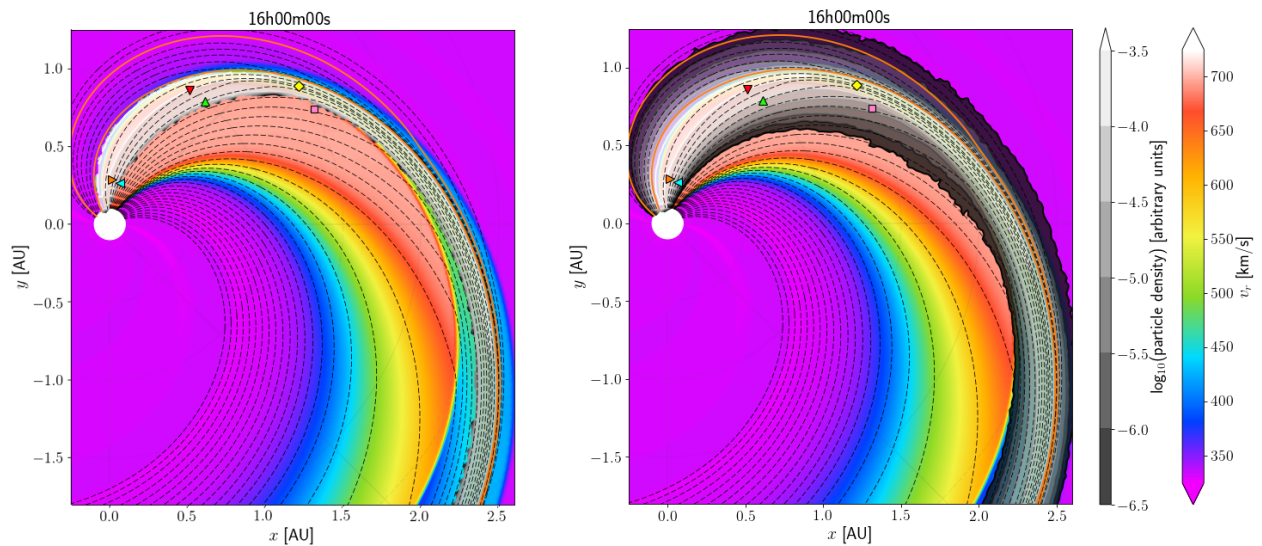 16h00m00s
1.0
0.5
0.0
−0.5
−1.0
−1.5
y [AU]
0.0 0.5 1.0 1.5 2.0 2.5
x [AU]
16h00m00s
1.0
0.5
0.0
−0.5
−1.0
−1.5
y [AU]
0.0 0.5 1.0 1.5 2.0 2.5
x [AU]
−3.5
−4.0
−4.5
−5.0
−5.5
−6.0
−6.5
log₁₀(particle density) [arbitrary units]
700
650
600
550
500
450
400
350
vᵣ [km/s]